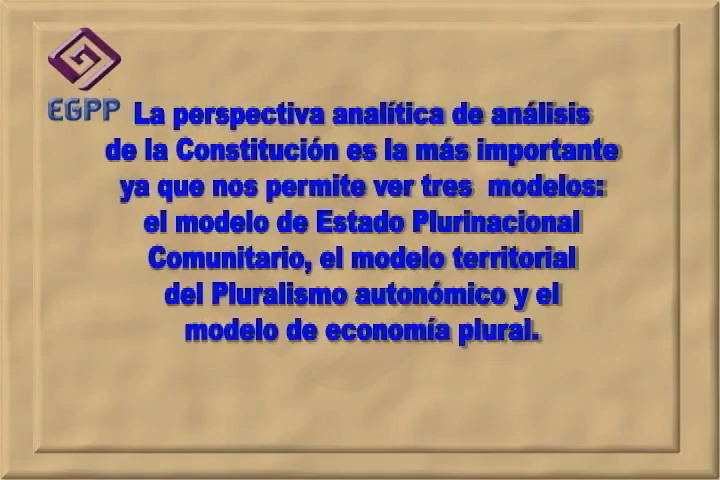 EGPP
La perspectiva analítica de análisis
de la Constitución es la más importante
ya que nos permite ver tres modelos:
el modelo de Estado Plurinacional
Comunitario, el modelo territorial
del Pluralismo autonómico y el
modelo de economía plural.